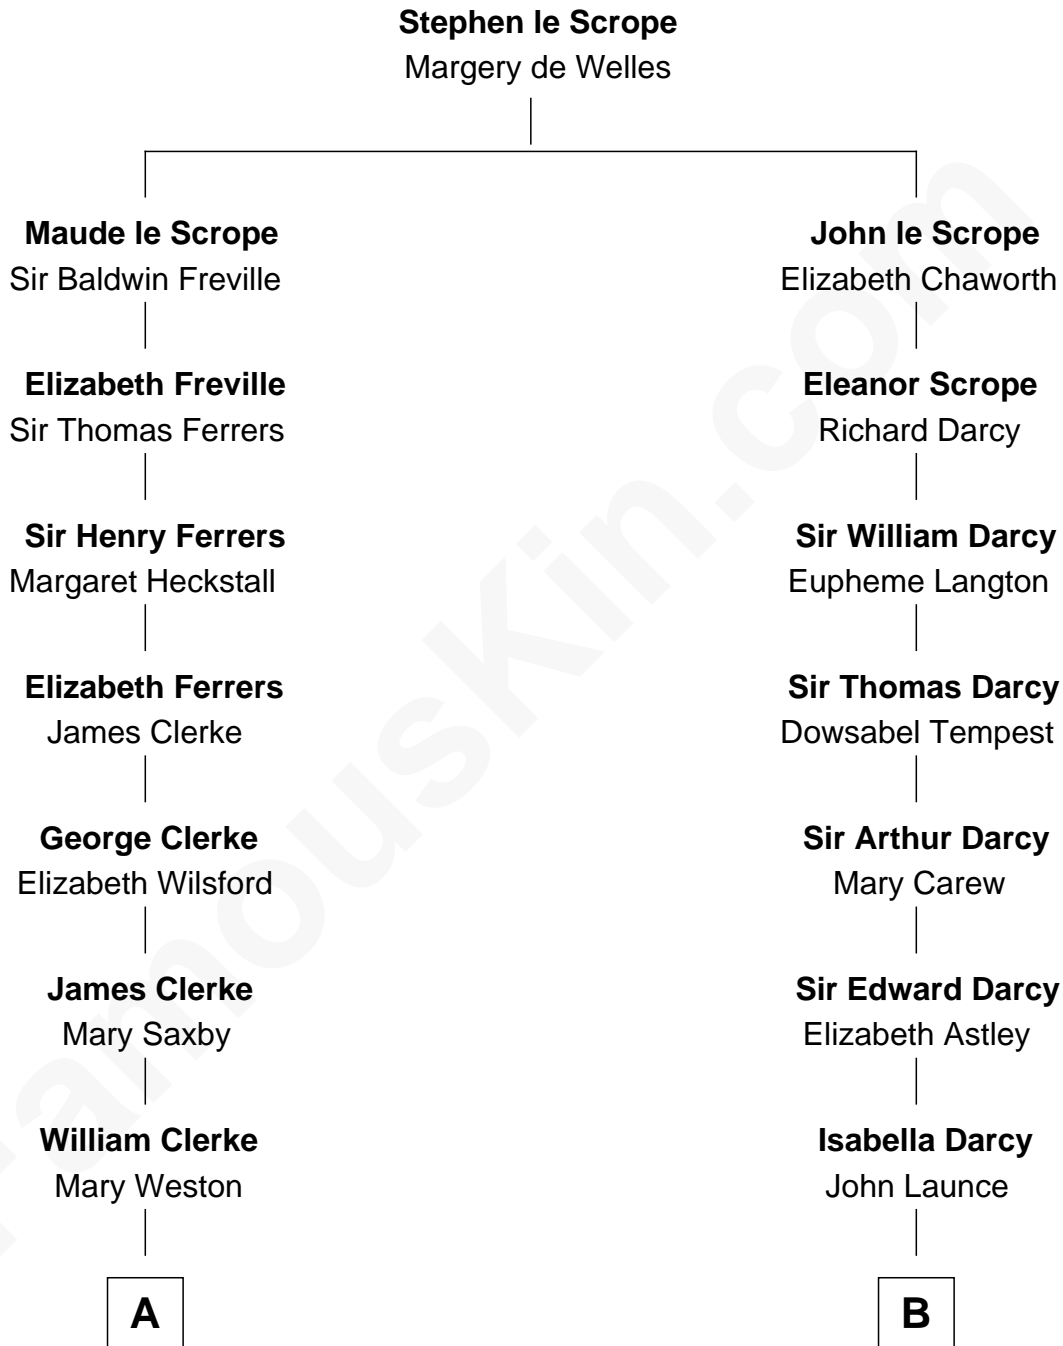 Stephen le Scrope
Margery de Welles
Maude le Scrope
Sir Baldwin Freville
John le Scrope
Elizabeth Chaworth
Elizabeth Freville
Sir Thomas Ferrers
Eleanor Scrope
Richard Darcy
Sir Henry Ferrers
Margaret Heckstall
Sir William Darcy
Eupheme Langton
Elizabeth Ferrers
James Clerke
Sir Thomas Darcy
Dowsabel Tempest
George Clerke
Elizabeth Wilsford
Sir Arthur Darcy
Mary Carew
James Clerke
Mary Saxby
Sir Edward Darcy
Elizabeth Astley
William Clerke
Mary Weston
Isabella Darcy
John Launce
A
B
FamousKin.com